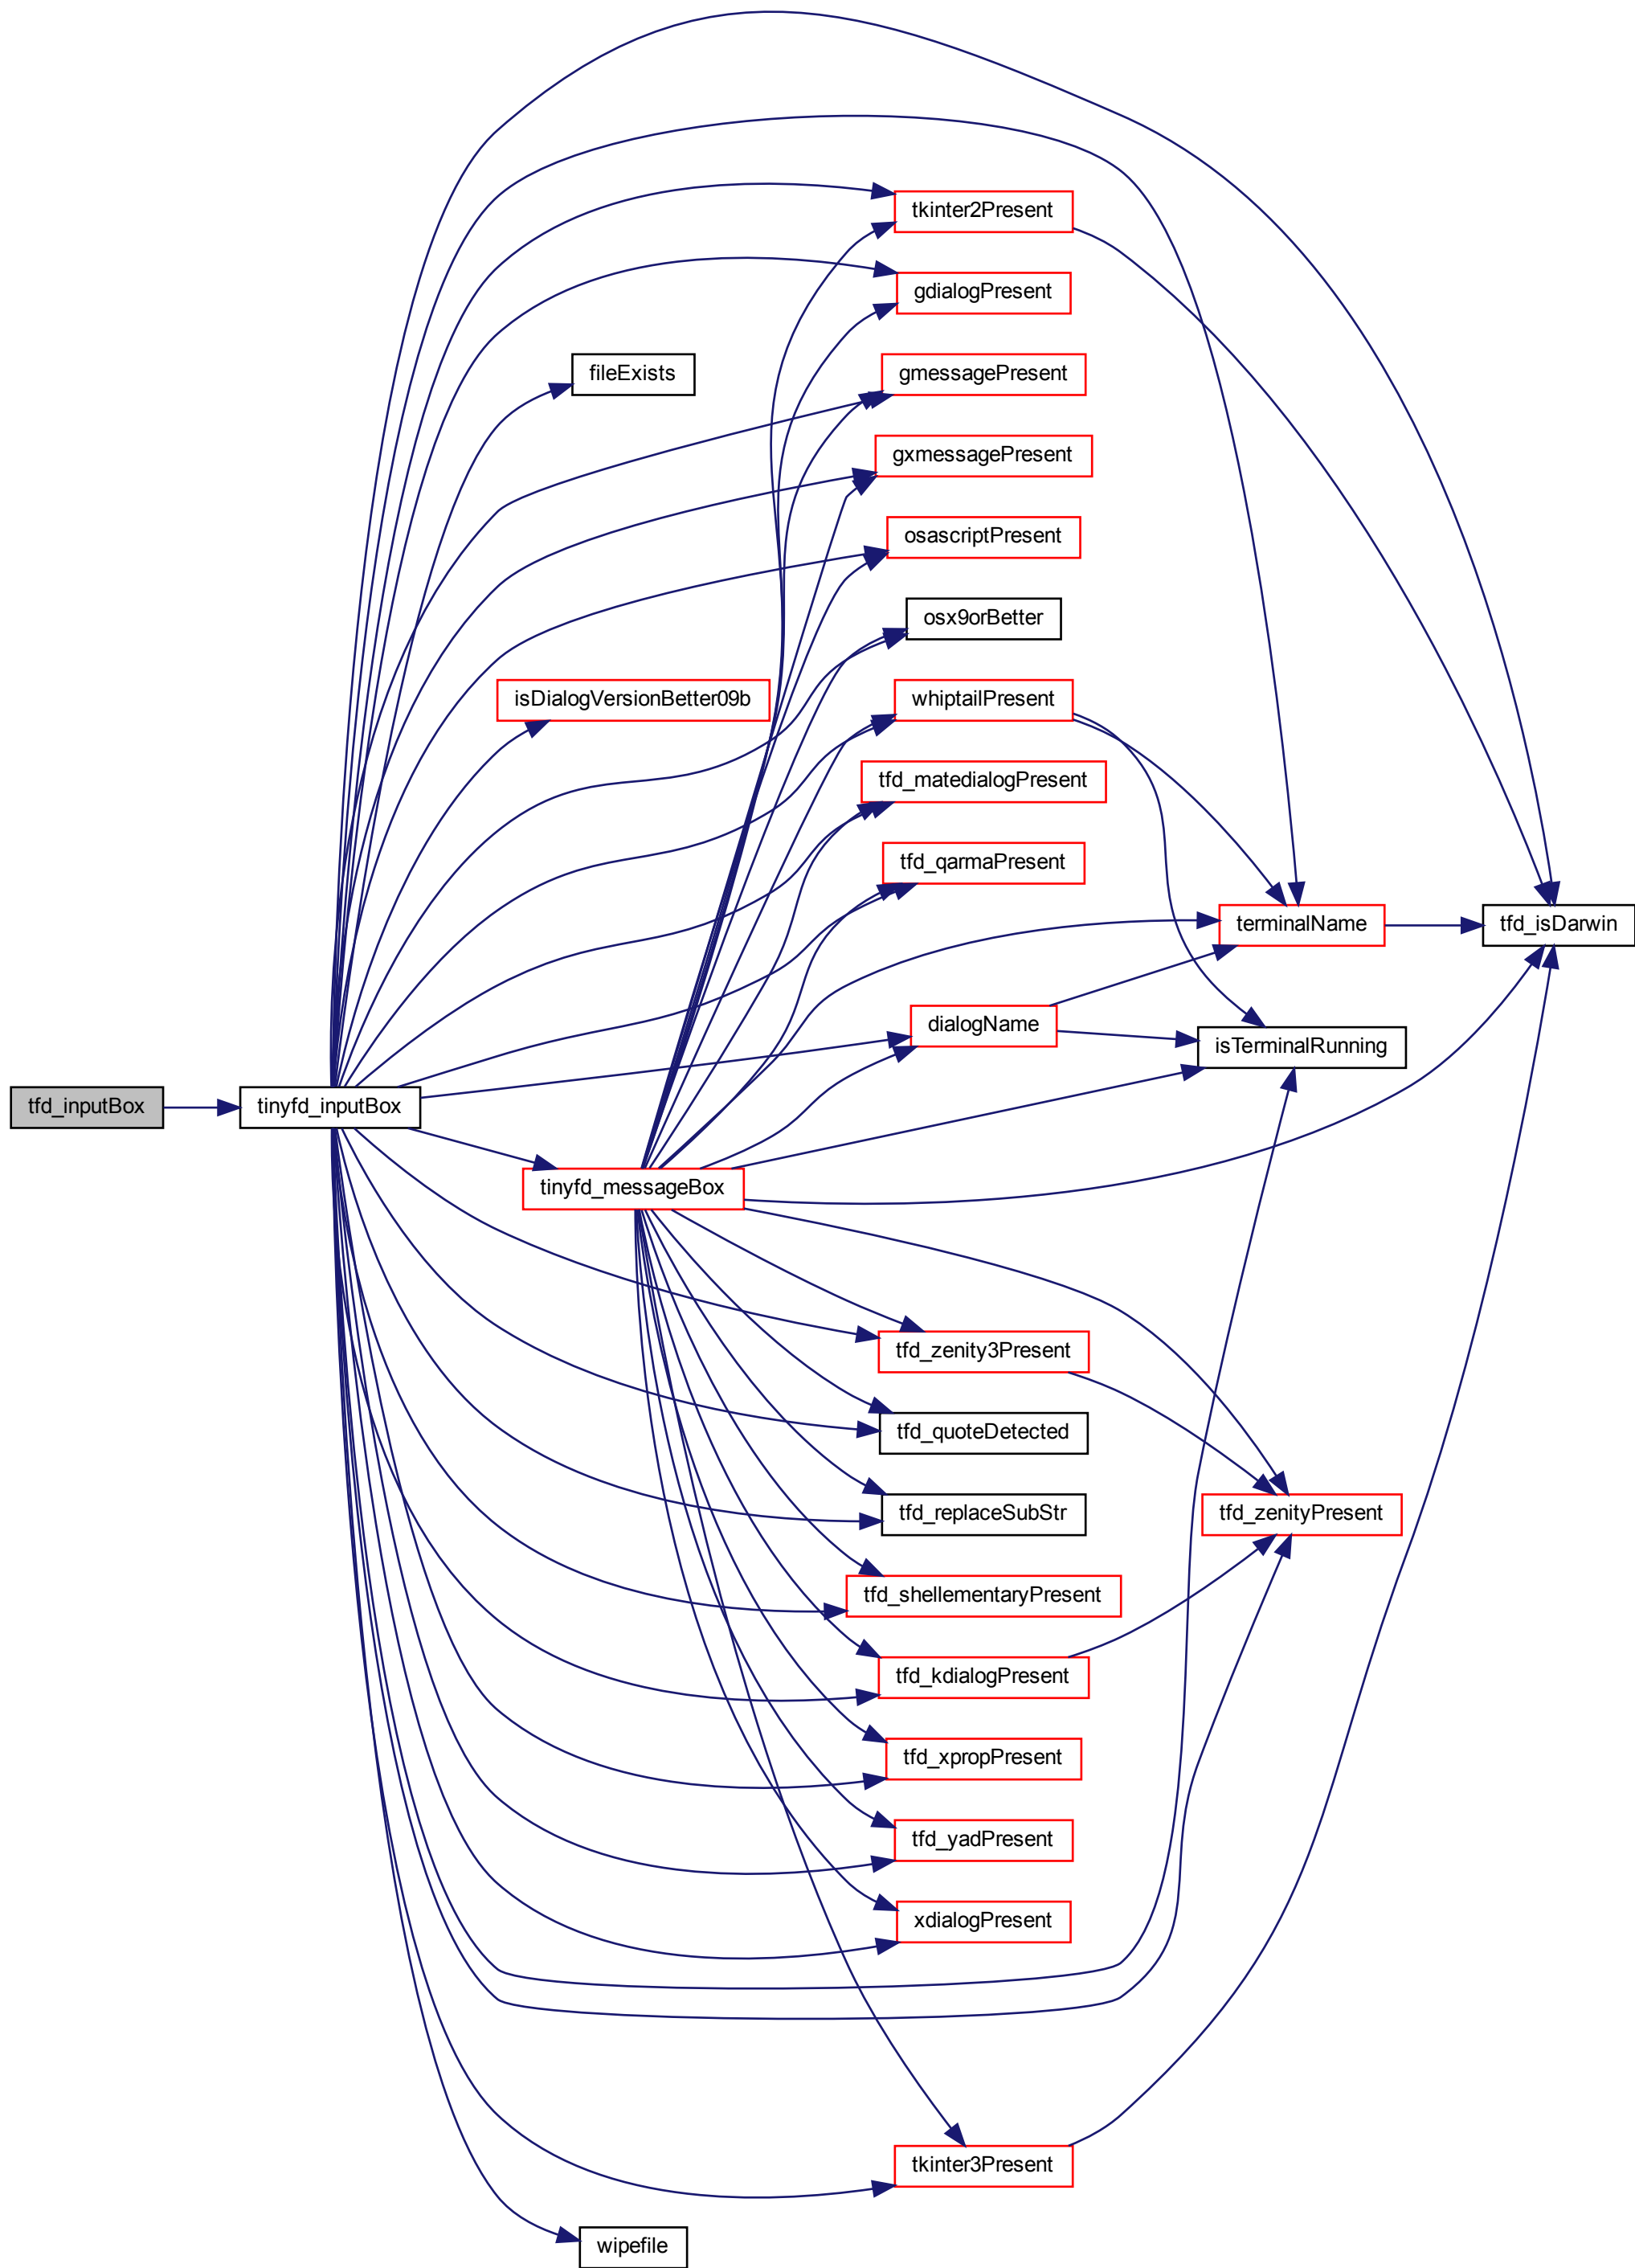 tkinter2Present
gdialogPresent
fileExists
gmessagePresent
gxmessagePresent
osascriptPresent
osx9orBetter
isDialogVersionBetter09b
whiptailPresent
tfd_matedialogPresent
tfd_qarmaPresent
terminalName
tfd_isDarwin
dialogName
isTerminalRunning
tfd_inputBox
tinyfd_inputBox
tinyfd_messageBox
tfd_zenity3Present
tfd_quoteDetected
tfd_replaceSubStr
tfd_zenityPresent
tfd_shellementaryPresent
tfd_kdialogPresent
tfd_xpropPresent
tfd_yadPresent
xdialogPresent
tkinter3Present
wipefile